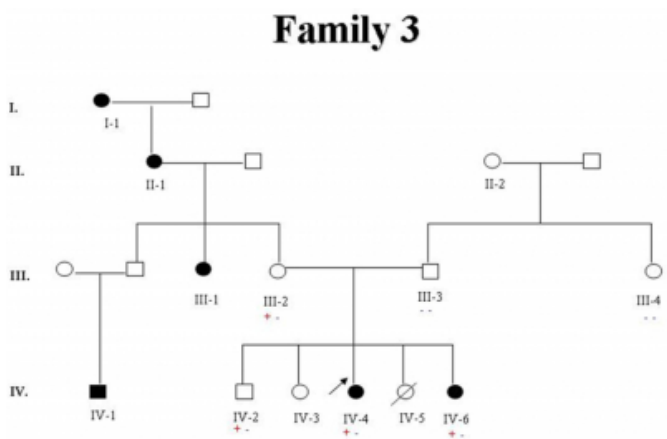 Family 3
I.
I-1
II.
II-1
II-2
III.
III-1
III-2
+ -
III-3
- -
III-4
- -
IV.
IV-1
IV-2
+ -
IV-3
IV-4
+ -
IV-5
IV-6
+ -